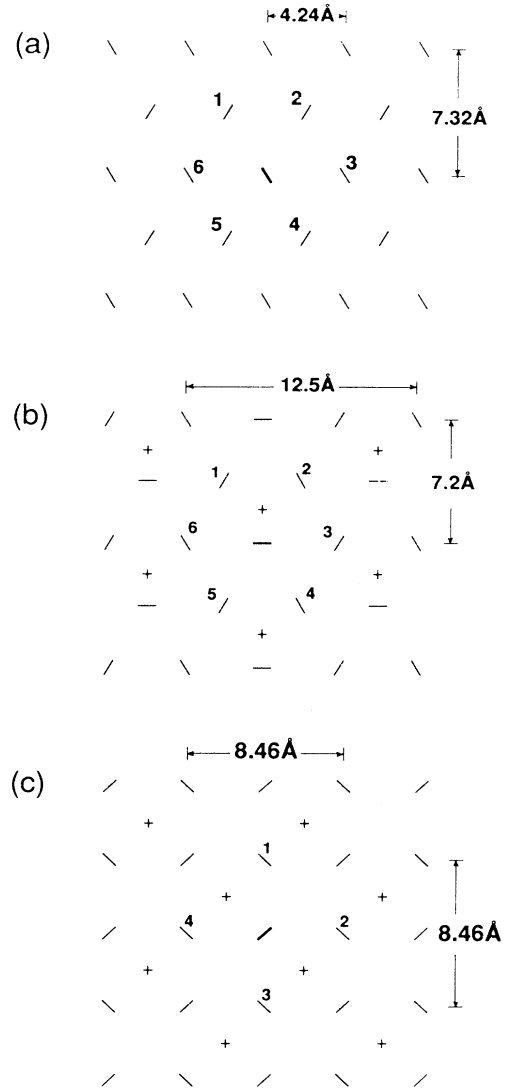 4.24Å
(a)
1 2
7.32Å
6 3
5 4
12.5Å
(b)
+ +
1 2
7.2Å
+
6 3
+ +
5 4
+
8.46Å
(c)
+ +
1
+ +
4 2
8.46Å
+ +
3
+ +